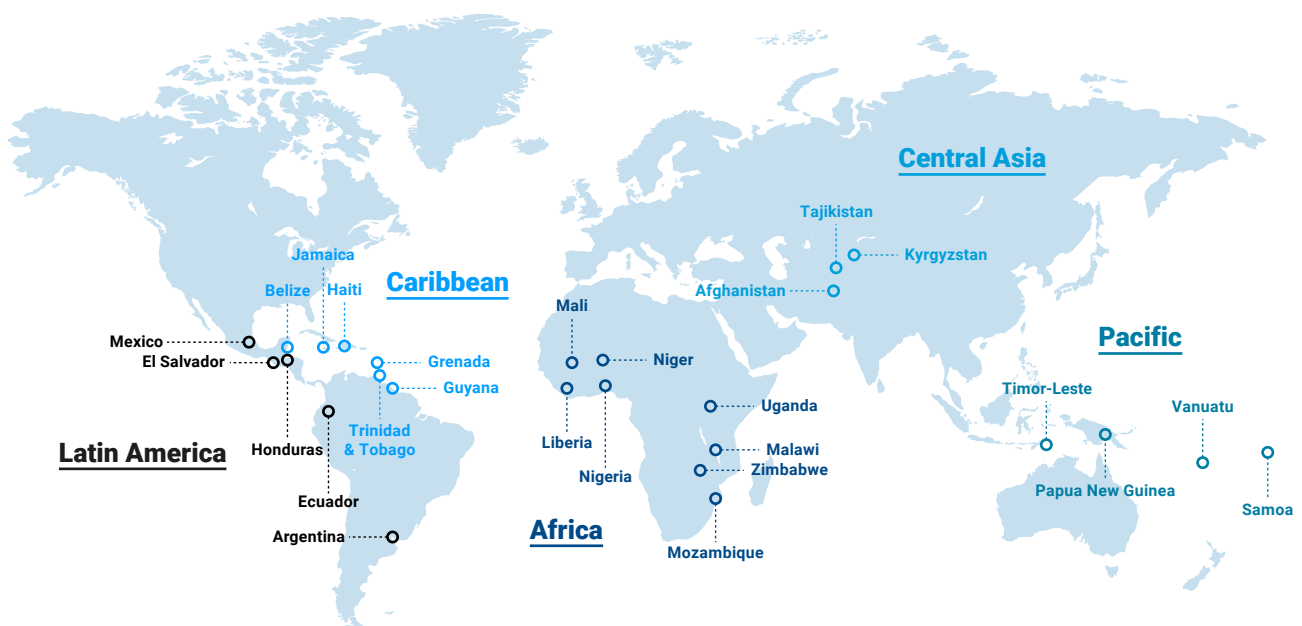 Central Asia
Tajikistan
Kyrgyzstan
Afghanistan
Caribbean
Jamaica
Belize
Haiti
Grenada
Guyana
Trinidad
& Tobago
Latin America
Mexico
El Salvador
Honduras
Ecuador
Argentina
Africa
Mali
Niger
Liberia
Nigeria
Uganda
Malawi
Zimbabwe
Mozambique
Pacific
Timor-Leste
Vanuatu
Papua New Guinea
Samoa